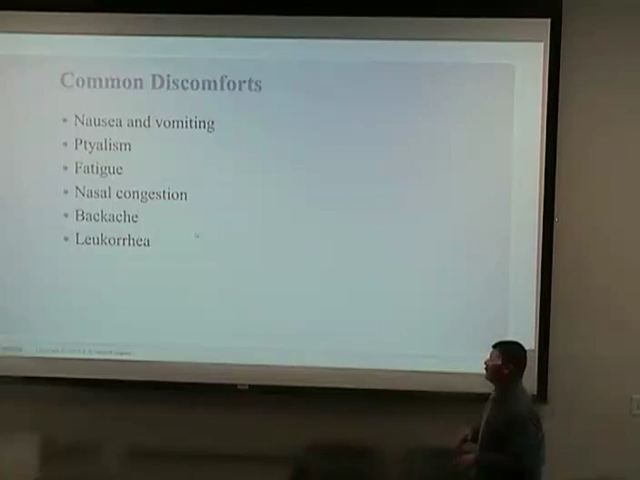 Common Discomforts
• Nausea and vomiting
• Ptyalism
• Fatigue
• Nasal congestion
• Backache
• Leukorrhea